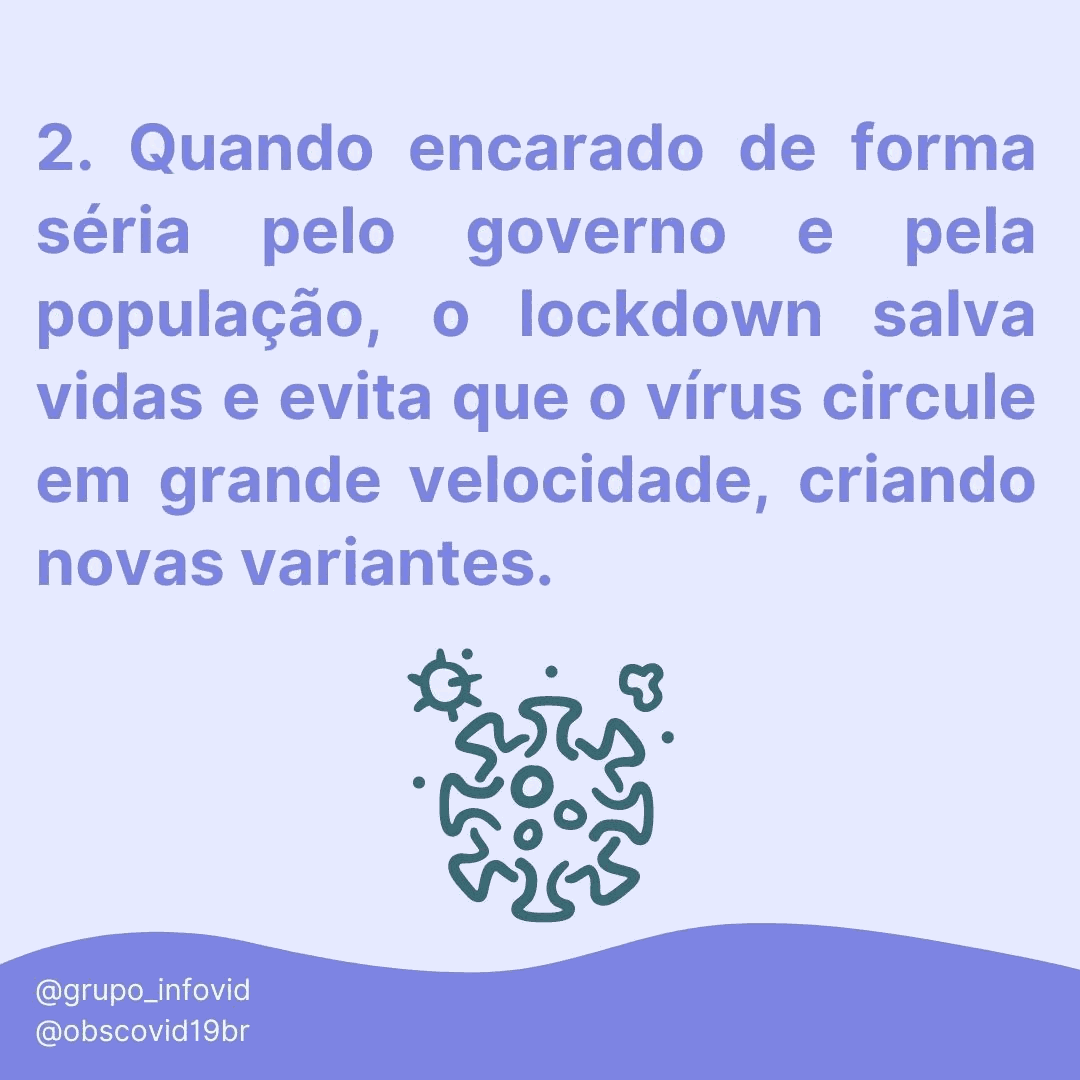 2. Quando encarado de forma
séria pelo governo e pela
população, o lockdown salva
vidas e evita que o vírus circule
em grande velocidade, criando
novas variantes.
@grupo_infovid
@obscovid19br